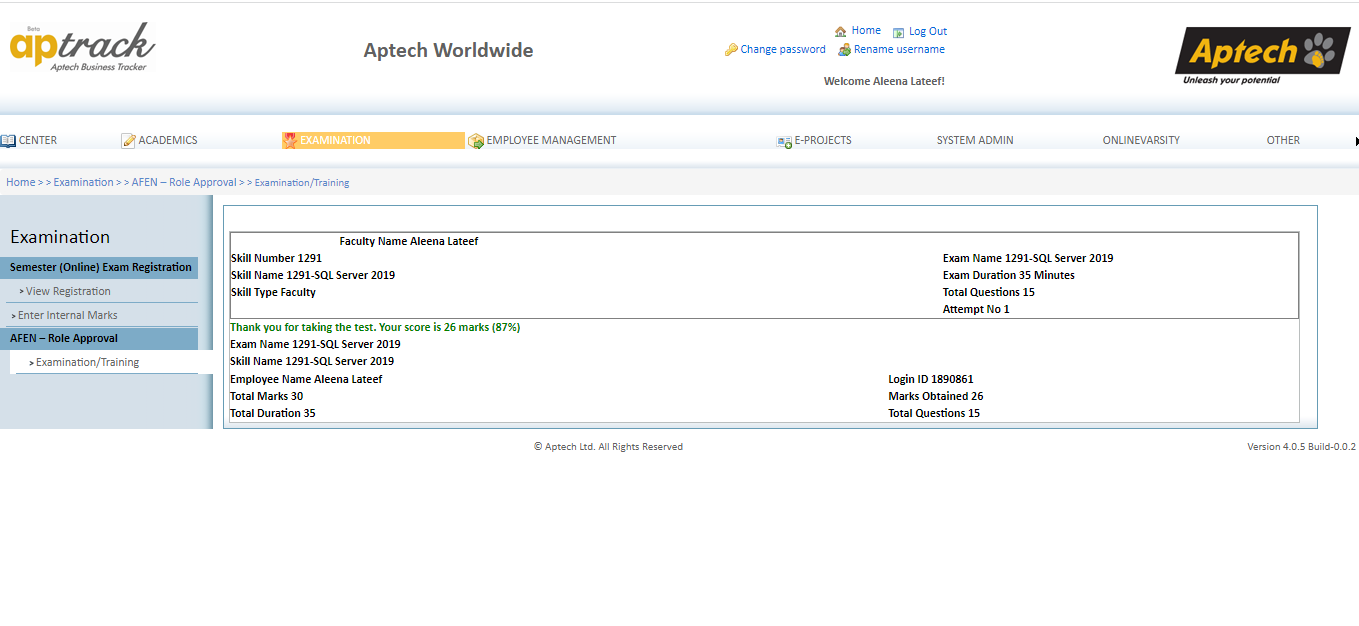 Beta
aptrack
Aptech Business Tracker
Aptech Worldwide
Home Log Out
Change password Rename username
Welcome Aleena Lateef!
Aptech
Unleash your potential
CENTER ACADEMICS EXAMINATION EMPLOYEE MANAGEMENT E-PROJECTS SYSTEM ADMIN ONLINEVARSITY OTHER
Home > > Examination > > AFEN – Role Approval > > Examination/Training
Examination
Semester (Online) Exam Registration
> View Registration
> Enter Internal Marks
AFEN – Role Approval
> Examination/Training
Faculty Name Aleena Lateef
Skill Number 1291 Exam Name 1291-SQL Server 2019
Skill Name 1291-SQL Server 2019 Exam Duration 35 Minutes
Skill Type Faculty Total Questions 15
Attempt No 1
Thank you for taking the test. Your score is 26 marks (87%)
Exam Name 1291-SQL Server 2019
Skill Name 1291-SQL Server 2019
Employee Name Aleena Lateef Login ID 1890861
Total Marks 30 Marks Obtained 26
Total Duration 35 Total Questions 15
© Aptech Ltd. All Rights Reserved Version 4.0.5 Build-0.0.2